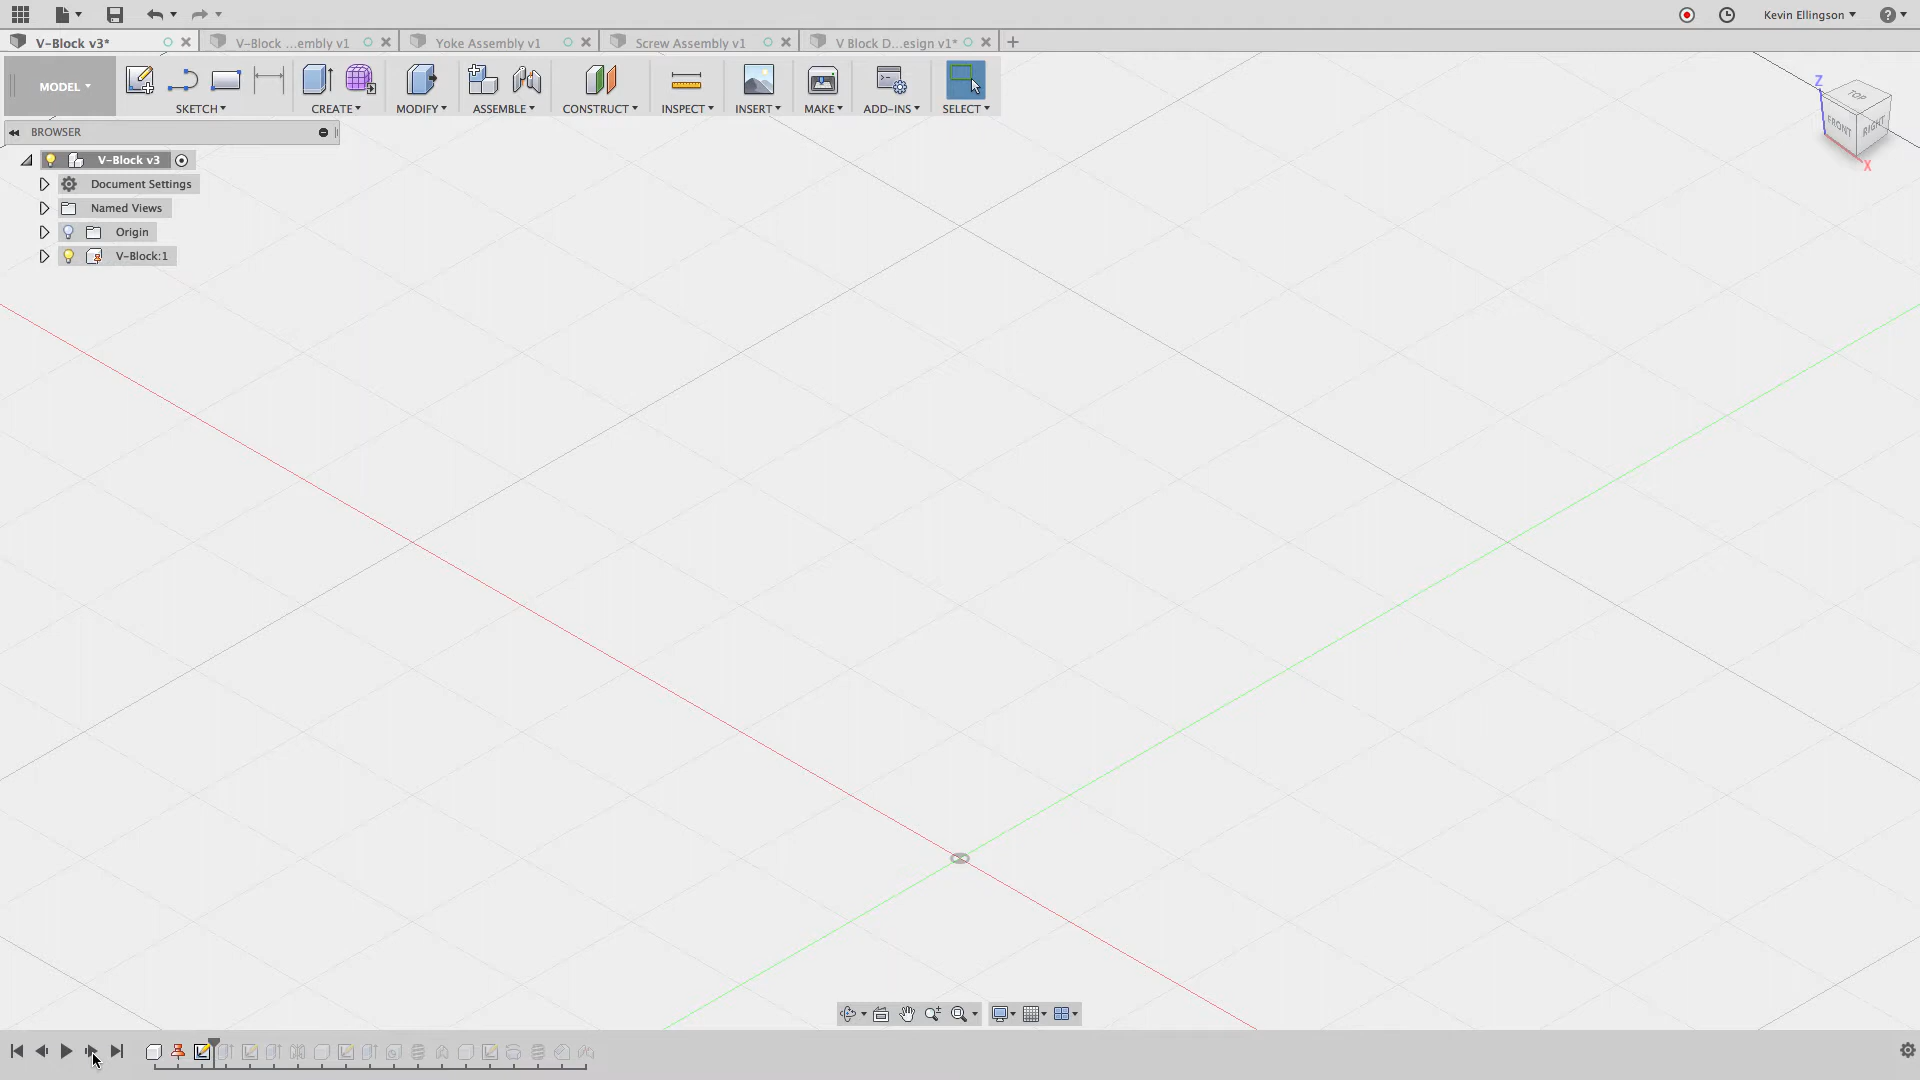 Kevin Ellingson
V-Block v3*
V-Block ...embly v1
Yoke Assembly v1
Screw Assembly v1
V Block D...esign v1*
MODEL
SKETCH
CREATE
MODIFY
ASSEMBLE
CONSTRUCT
INSPECT
INSERT
MAKE
ADD-INS
SELECT
BROWSER
V-Block v3
Document Settings
Named Views
Origin
V-Block:1
Z
TOP
FRONT
RIGHT
X